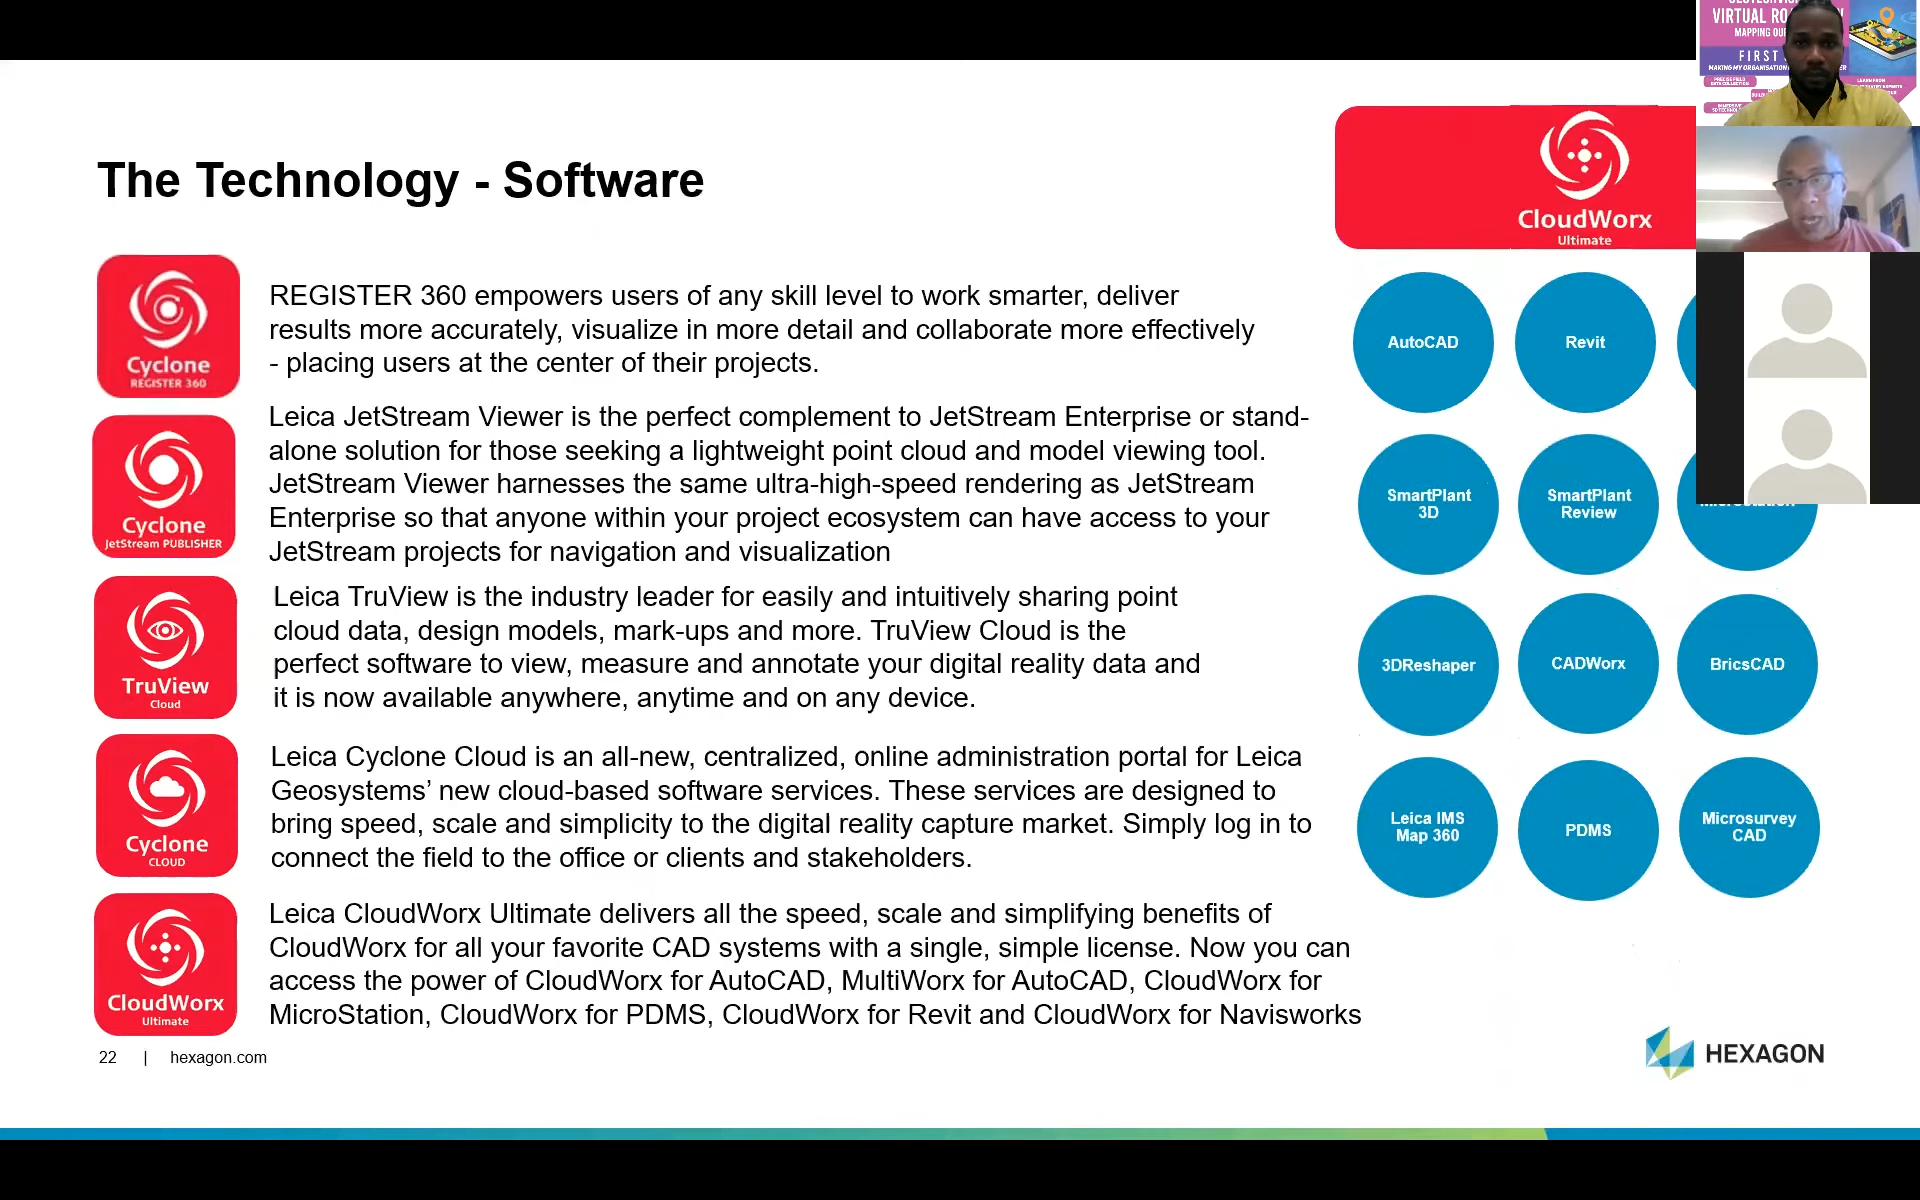 The Technology - Software
Cyclone
REGISTER 360
REGISTER 360 empowers users of any skill level to work smarter, deliver
results more accurately, visualize in more detail and collaborate more effectively
- placing users at the center of their projects.
Cyclone
JetStream PUBLISHER
Leica JetStream Viewer is the perfect complement to JetStream Enterprise or stand-
alone solution for those seeking a lightweight point cloud and model viewing tool.
JetStream Viewer harnesses the same ultra-high-speed rendering as JetStream
Enterprise so that anyone within your project ecosystem can have access to your
JetStream projects for navigation and visualization
TruView
Cloud
Leica TruView is the industry leader for easily and intuitively sharing point
cloud data, design models, mark-ups and more. TruView Cloud is the
perfect software to view, measure and annotate your digital reality data and
it is now available anywhere, anytime and on any device.
Cyclone
CLOUD
Leica Cyclone Cloud is an all-new, centralized, online administration portal for Leica
Geosystems’ new cloud-based software services. These services are designed to
bring speed, scale and simplicity to the digital reality capture market. Simply log in to
connect the field to the office or clients and stakeholders.
CloudWorx
Ultimate
Leica CloudWorx Ultimate delivers all the speed, scale and simplifying benefits of
CloudWorx for all your favorite CAD systems with a single, simple license. Now you can
access the power of CloudWorx for AutoCAD, MultiWorx for AutoCAD, CloudWorx for
MicroStation, CloudWorx for PDMS, CloudWorx for Revit and CloudWorx for Navisworks
22 | hexagon.com
CloudWorx
Ultimate
AutoCAD
Revit
SmartPlant
3D
SmartPlant
Review
3DReshaper
CADWorx
BricsCAD
Leica IMS
Map 360
PDMS
Microsurvey
CAD
HEXAGON
VIRTUAL
MAPPING
FIRST
MAKING MY ORGANISATION